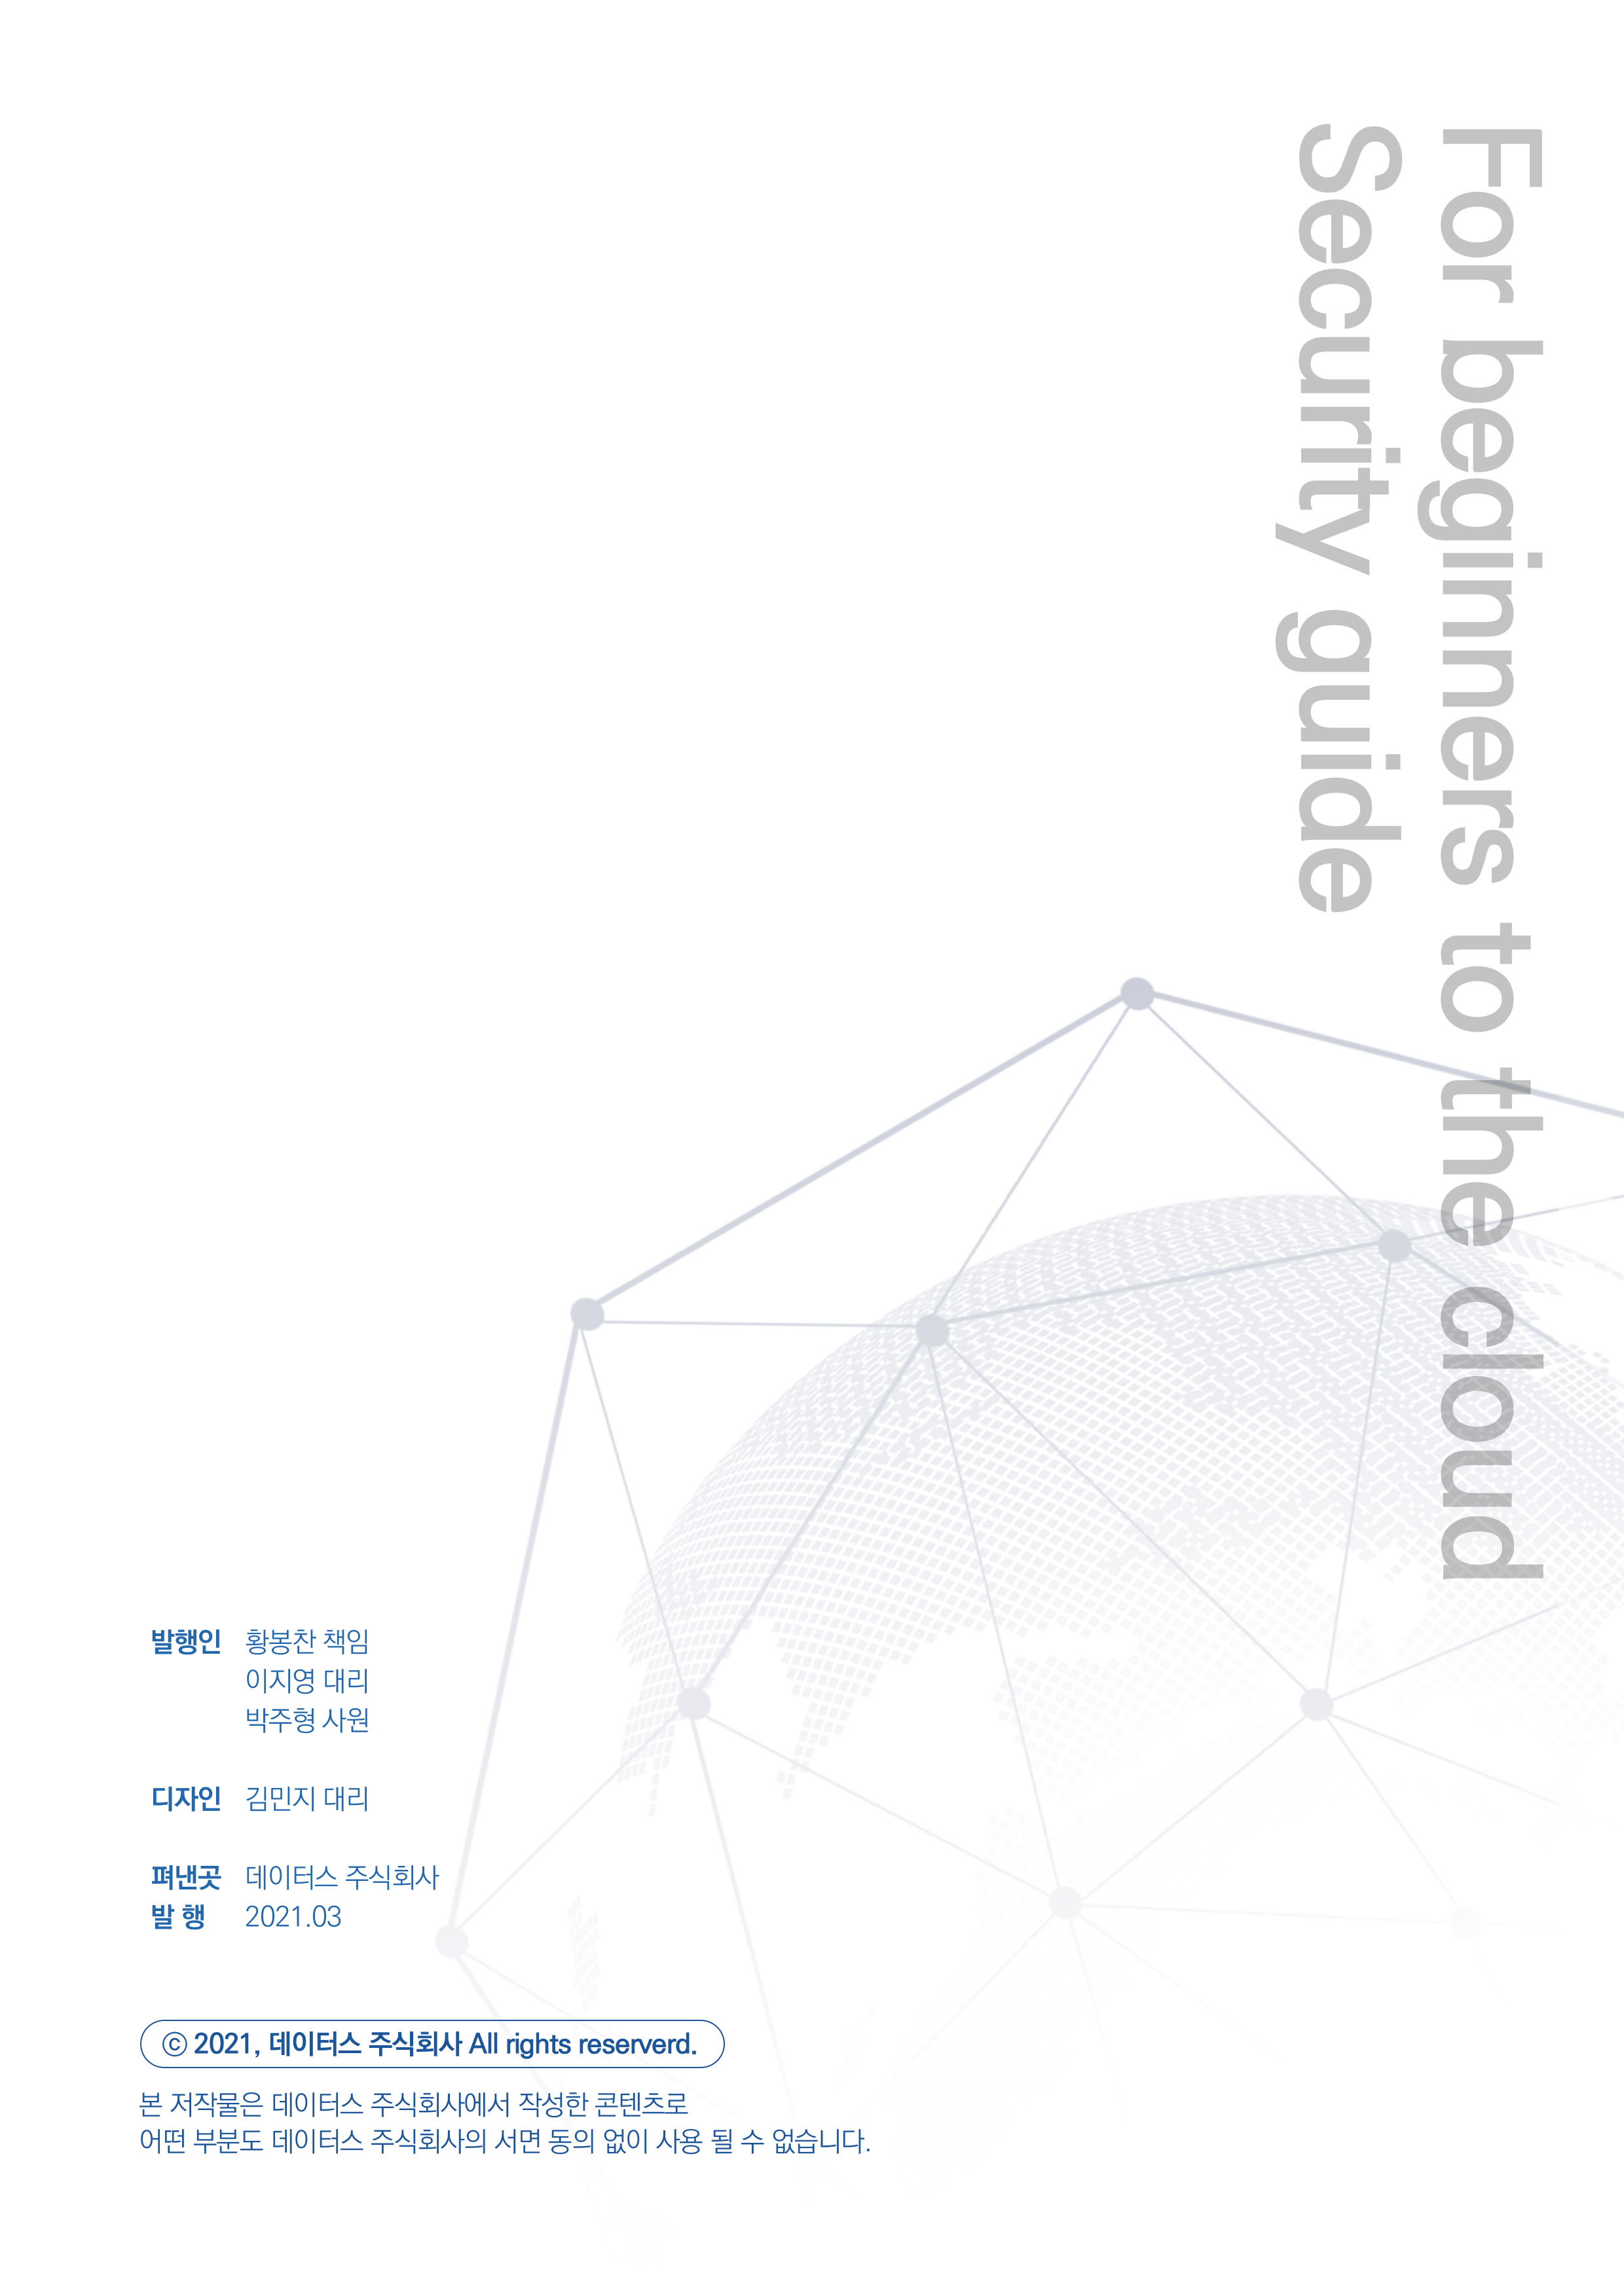 For beginners to the cloud
Security guide
발행인 황봉찬 책임
이지영 대리
박주형 사원
디자인 김민지 대리
펴낸곳 데이터스 주식회사
발 행 2021.03
ⓒ 2021, 데이터스 주식회사 All rights reserverd.
본 저작물은 데이터스 주식회사에서 작성한 콘텐츠로
어떤 부분도 데이터스 주식회사의 서면 동의 없이 사용 될 수 없습니다.